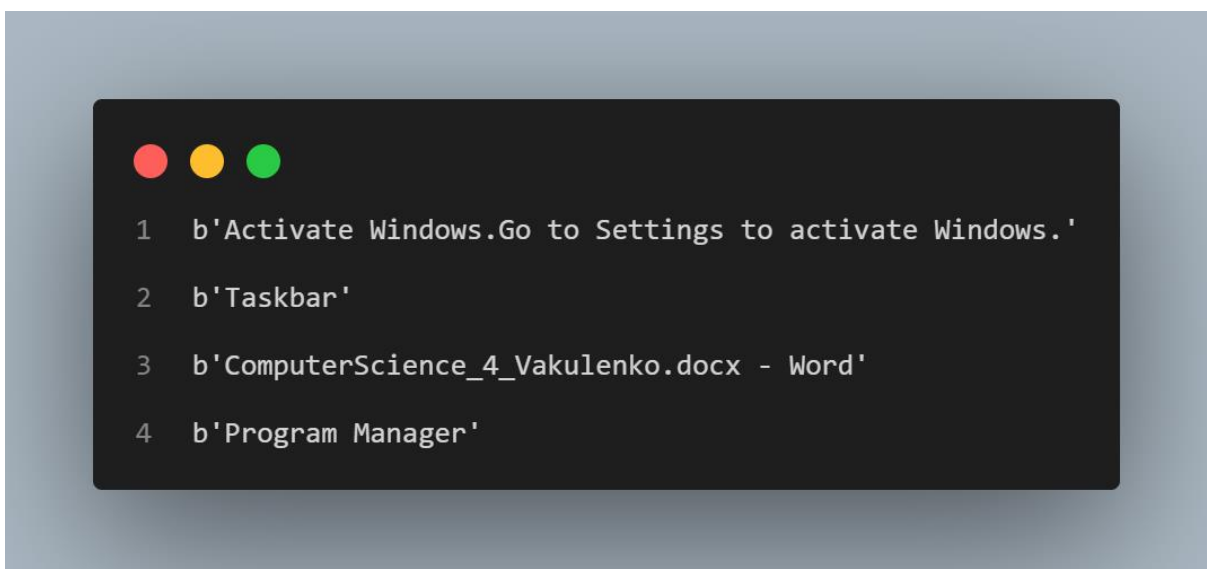 1 b'Activate Windows.Go to Settings to activate Windows.'
2 b'Taskbar'
3 b'ComputerScience_4_Vakulenko.docx - Word'
4 b'Program Manager'